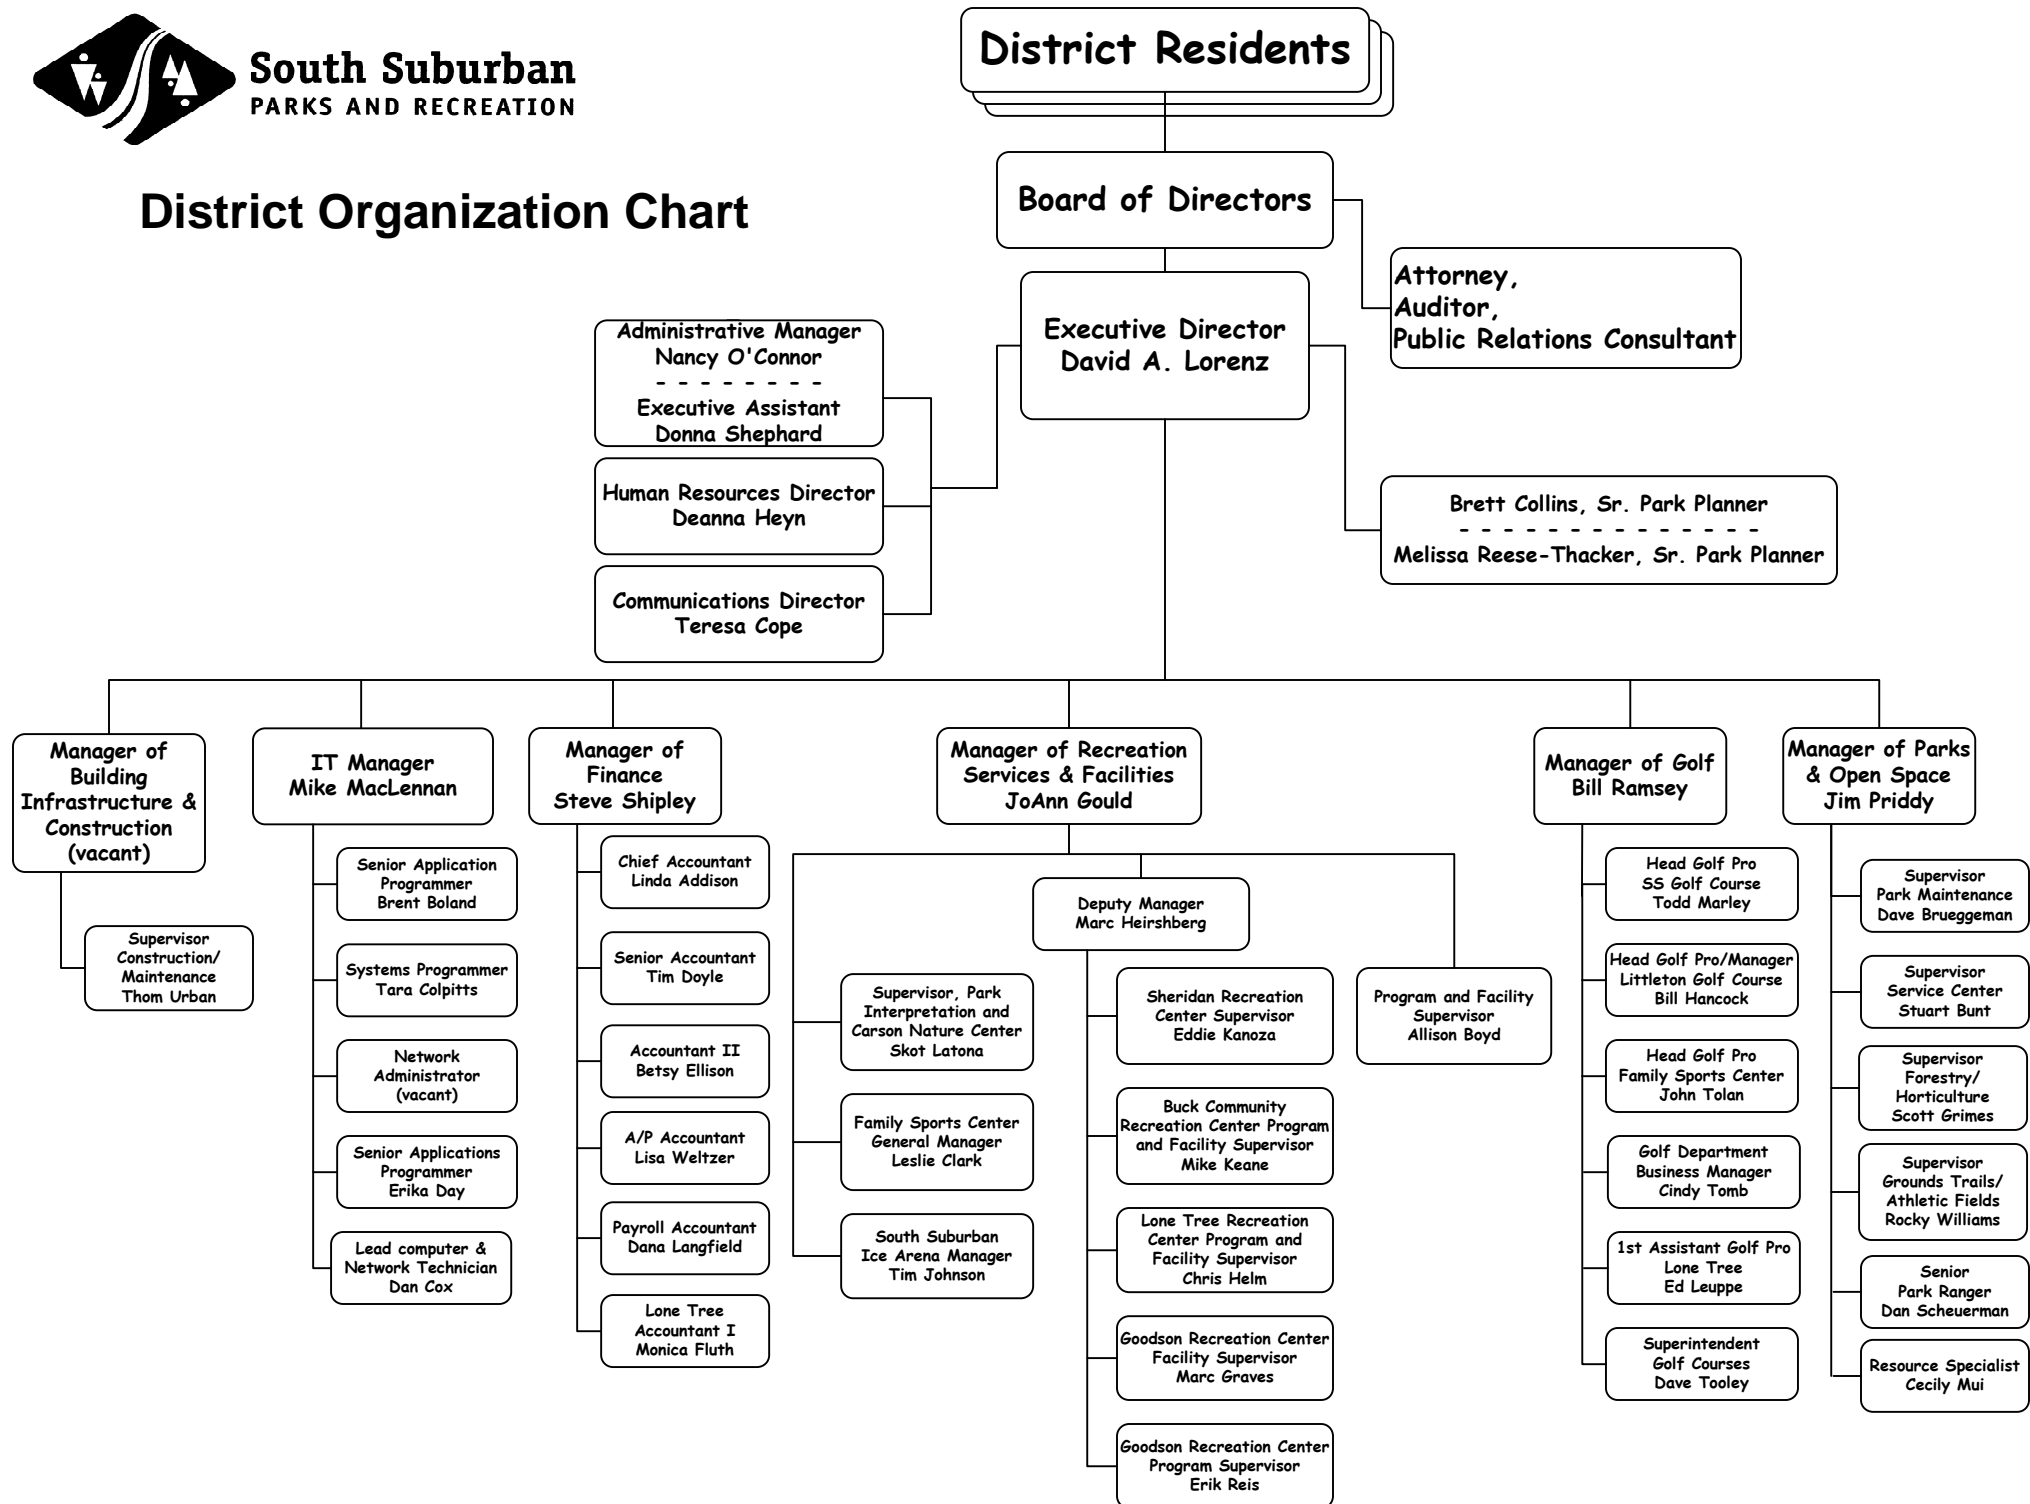 South Suburban
PARKS AND RECREATION
District Organization Chart
District Residents
Board of Directors
Attorney,
Auditor,
Public Relations Consultant
Executive Director
David A. Lorenz
Administrative Manager
Nancy O'Connor
- - - - - - - -
Executive Assistant
Donna Shephard
Human Resources Director
Deanna Heyn
Communications Director
Teresa Cope
Brett Collins, Sr. Park Planner
- - - - - - - - - - - - - -
Melissa Reese-Thacker, Sr. Park Planner
Manager of
Building
Infrastructure &
Construction
(vacant)
Supervisor
Construction/
Maintenance
Thom Urban
IT Manager
Mike MacLennan
Senior Application
Programmer
Brent Boland
Systems Programmer
Tara Colpitts
Network
Administrator
(vacant)
Senior Applications
Programmer
Erika Day
Lead computer &
Network Technician
Dan Cox
Manager of
Finance
Steve Shipley
Chief Accountant
Linda Addison
Senior Accountant
Tim Doyle
Accountant II
Betsy Ellison
A/P Accountant
Lisa Weltzer
Payroll Accountant
Dana Langfield
Lone Tree
Accountant I
Monica Fluth
Manager of Recreation
Services & Facilities
JoAnn Gould
Supervisor, Park
Interpretation and
Carson Nature Center
Skot Latona
Family Sports Center
General Manager
Leslie Clark
South Suburban
Ice Arena Manager
Tim Johnson
Deputy Manager
Marc Heirshberg
Sheridan Recreation
Center Supervisor
Eddie Kanoza
Buck Community
Recreation Center Program
and Facility Supervisor
Mike Keane
Lone Tree Recreation
Center Program and
Facility Supervisor
Chris Helm
Goodson Recreation Center
Facility Supervisor
Marc Graves
Goodson Recreation Center
Program Supervisor
Erik Reis
Program and Facility
Supervisor
Allison Boyd
Manager of Golf
Bill Ramsey
Head Golf Pro
SS Golf Course
Todd Marley
Head Golf Pro/Manager
Littleton Golf Course
Bill Hancock
Head Golf Pro
Family Sports Center
John Tolan
Golf Department
Business Manager
Cindy Tomb
1st Assistant Golf Pro
Lone Tree
Ed Leuppe
Superintendent
Golf Courses
Dave Tooley
Manager of Parks
& Open Space
Jim Priddy
Supervisor
Park Maintenance
Dave Brueggeman
Supervisor
Service Center
Stuart Bunt
Supervisor
Forestry/
Horticulture
Scott Grimes
Supervisor
Grounds Trails/
Athletic Fields
Rocky Williams
Senior
Park Ranger
Dan Scheuerman
Resource Specialist
Cecily Mui